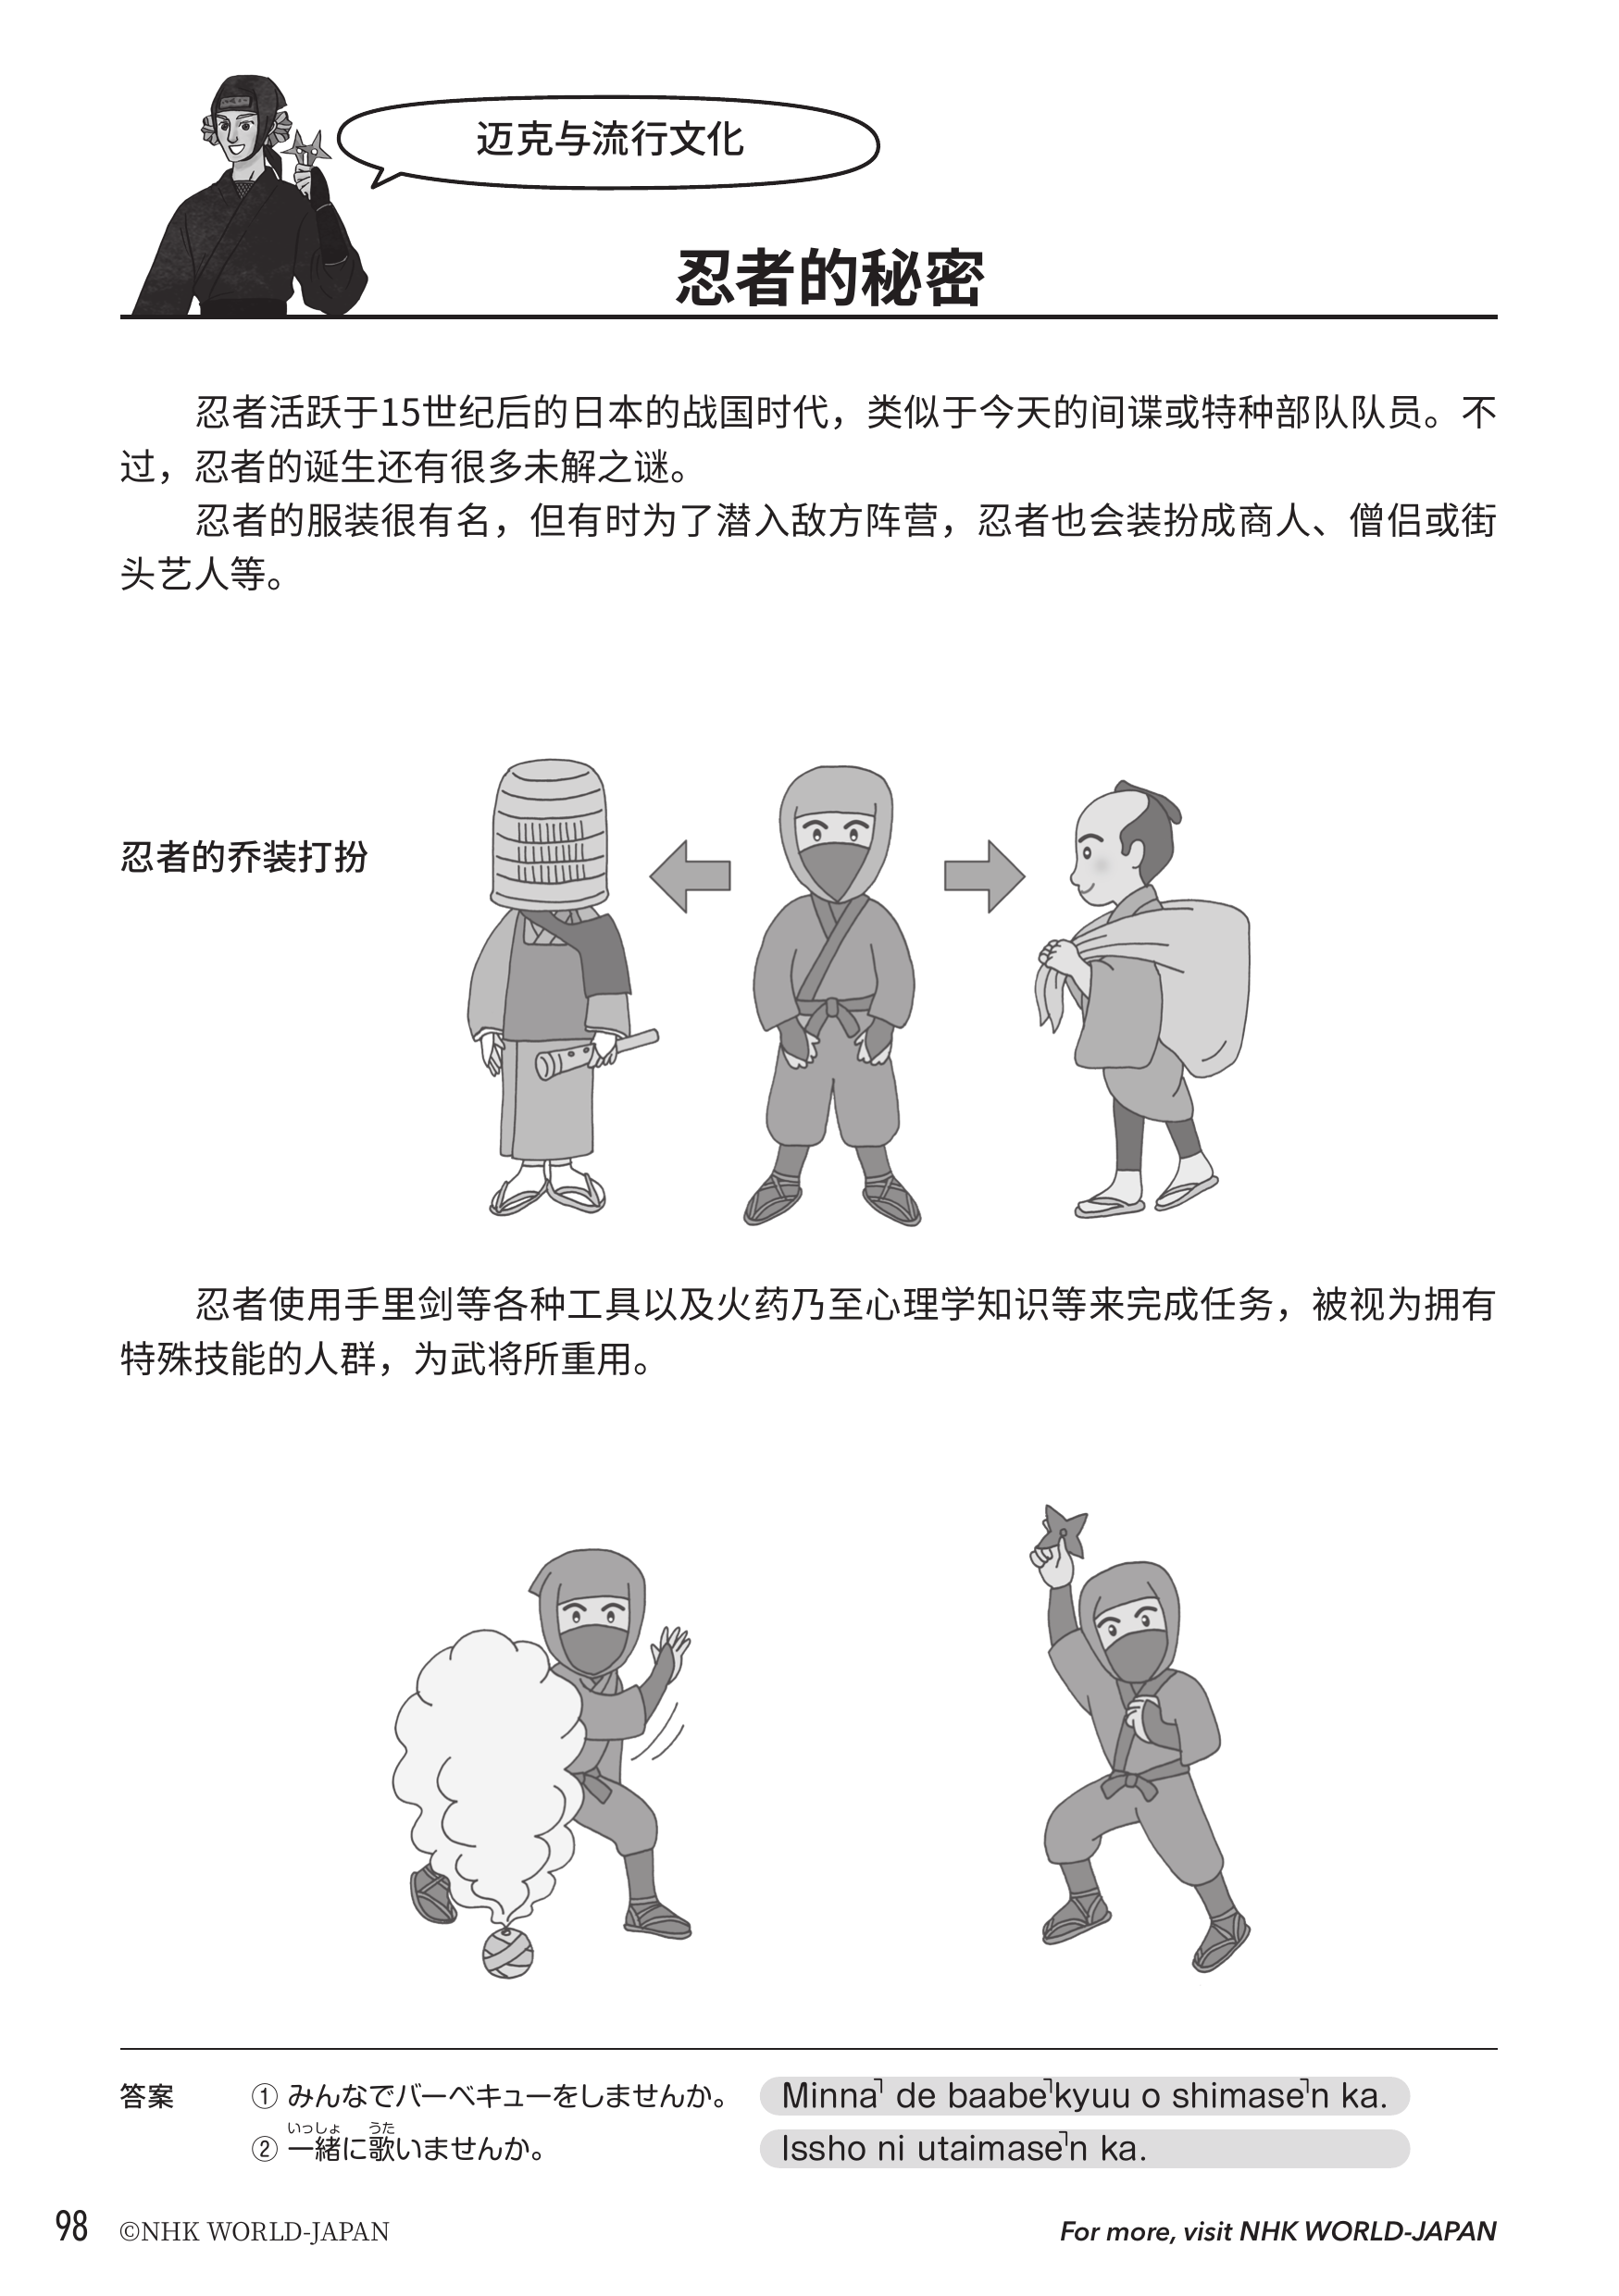 迈克与流行文化
忍者的秘密
忍者活跃于15世纪后的日本的战国时代，类似于今天的间谍或特种部队队员。不
过，忍者的诞生还有很多未解之谜。
忍者的服装很有名，但有时为了潜入敌方阵营，忍者也会装扮成商人、僧侣或街
头艺人等。
忍者的乔装打扮
忍者使用手里剑等各种工具以及火药乃至心理学知识等来完成任务，被视为拥有
特殊技能的人群，为武将所重用。
答案 ① みんなでバーベキューをしませんか。 Minna˥ de baabe˥kyuu o shimase˥n ka.
いっしょ うた
② 一緒に歌いませんか。 Issho ni utaimase˥n ka.
98 ©NHK WORLD-JAPAN For more, visit NHK WORLD-JAPAN